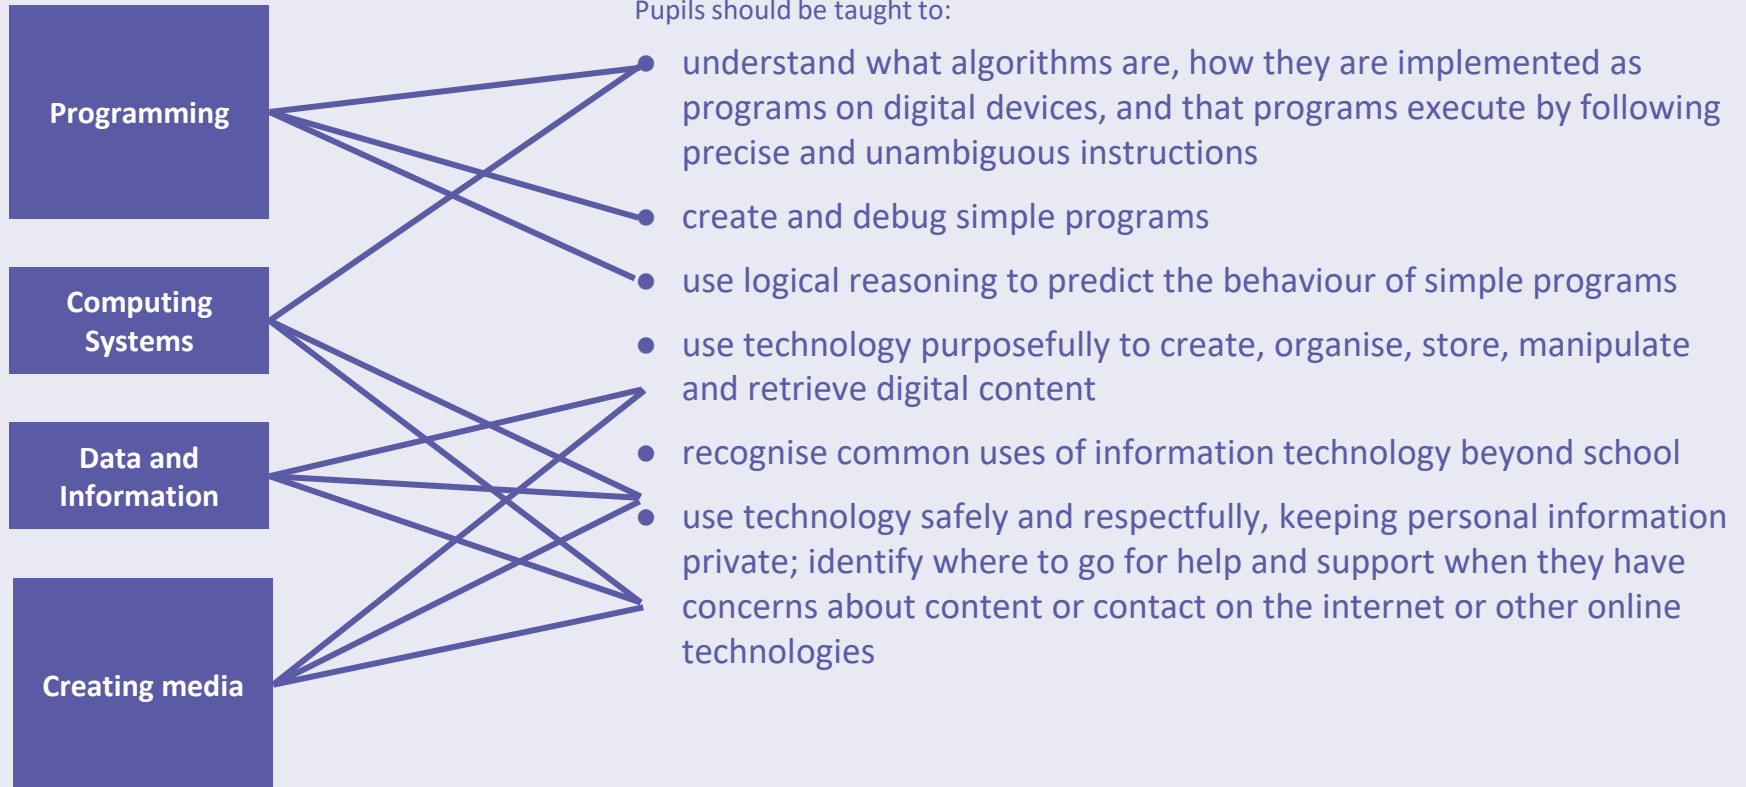 Pupils should be taught to:
Programming
Computing
Systems
Data and
Information
Creating media
● understand what algorithms are, how they are implemented as
programs on digital devices, and that programs execute by following
precise and unambiguous instructions
● create and debug simple programs
● use logical reasoning to predict the behaviour of simple programs
● use technology purposefully to create, organise, store, manipulate
and retrieve digital content
● recognise common uses of information technology beyond school
● use technology safely and respectfully, keeping personal information
private; identify where to go for help and support when they have
concerns about content or contact on the internet or other online
technologies